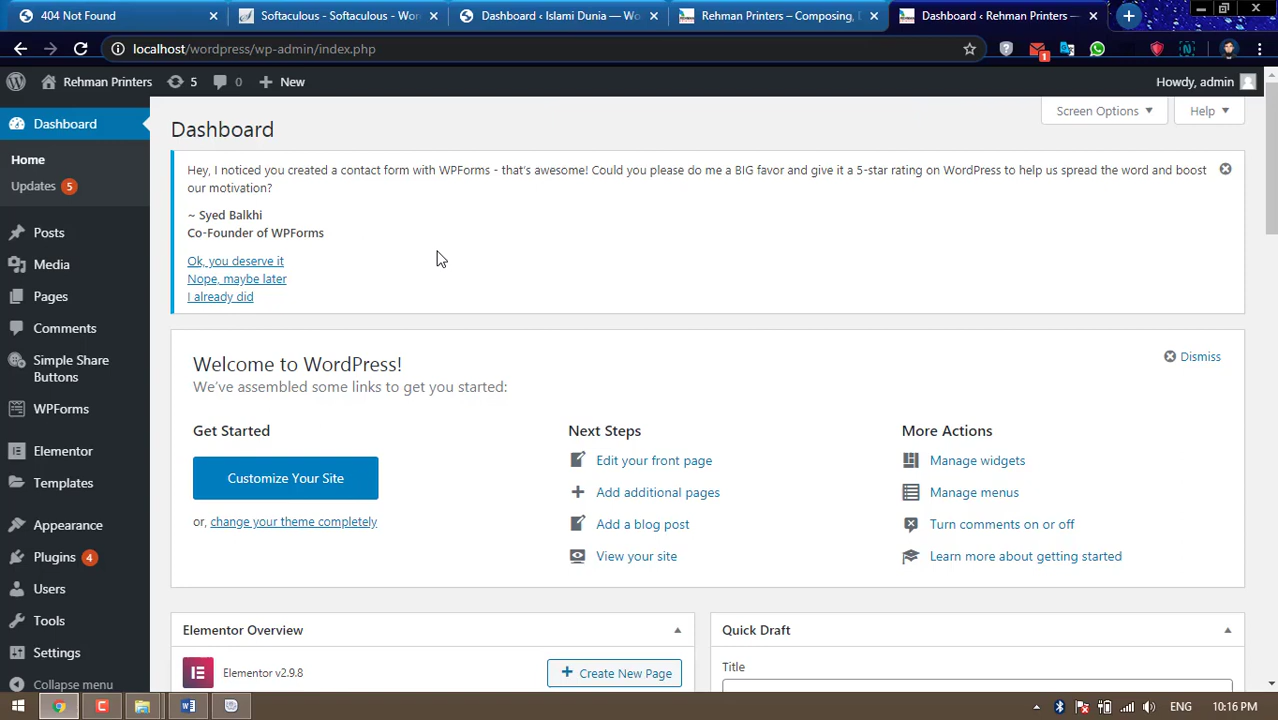 404 Not Found
Softaculous - Softaculous - Wor
Dashboard ‹ Islami Dunia — Wo
Rehman Printers – Composing, D
Dashboard ‹ Rehman Printers —
localhost/wordpress/wp-admin/index.php
1
Rehman Printers
5
0
New
Howdy, admin
Dashboard
Home
Updates 5
Posts
Media
Pages
Comments
Simple Share
Buttons
WPForms
Elementor
Templates
Appearance
Plugins 4
Users
Tools
Settings
Collapse menu
Screen Options
Help
Dashboard
Hey, I noticed you created a contact form with WPForms - that's awesome! Could you please do me a BIG favor and give it a 5-star rating on WordPress to help us spread the word and boost
our motivation?
~ Syed Balkhi
Co-Founder of WPForms
Ok, you deserve it
Nope, maybe later
I already did
Welcome to WordPress!
We've assembled some links to get you started:
Dismiss
Get Started
Customize Your Site
or, change your theme completely
Next Steps
Edit your front page
Add additional pages
Add a blog post
View your site
More Actions
Manage widgets
Manage menus
Turn comments on or off
Learn more about getting started
Elementor Overview
Elementor v2.9.8
Create New Page
Quick Draft
Title
ENG
10:16 PM